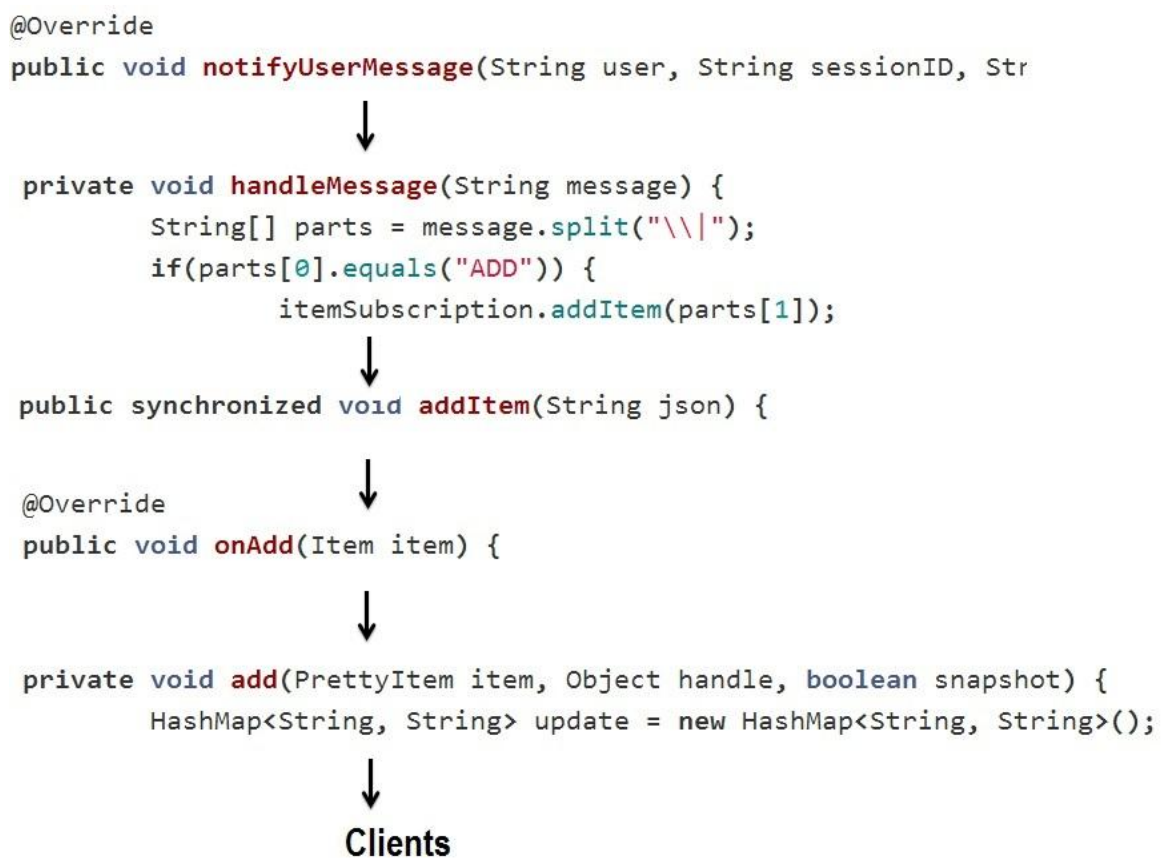 @Override
public void notifyUserMessage(String user, String sessionID, Str
private void handleMessage(String message) {
String[] parts = message.split("\\|");
if(parts[0].equals("ADD")) {
itemSubscription.addItem(parts[1]);
public synchronized void addItem(String json) {
@Override
public void onAdd(Item item) {
private void add(PrettyItem item, Object handle, boolean snapshot) {
HashMap<String, String> update = new HashMap<String, String>();
Clients